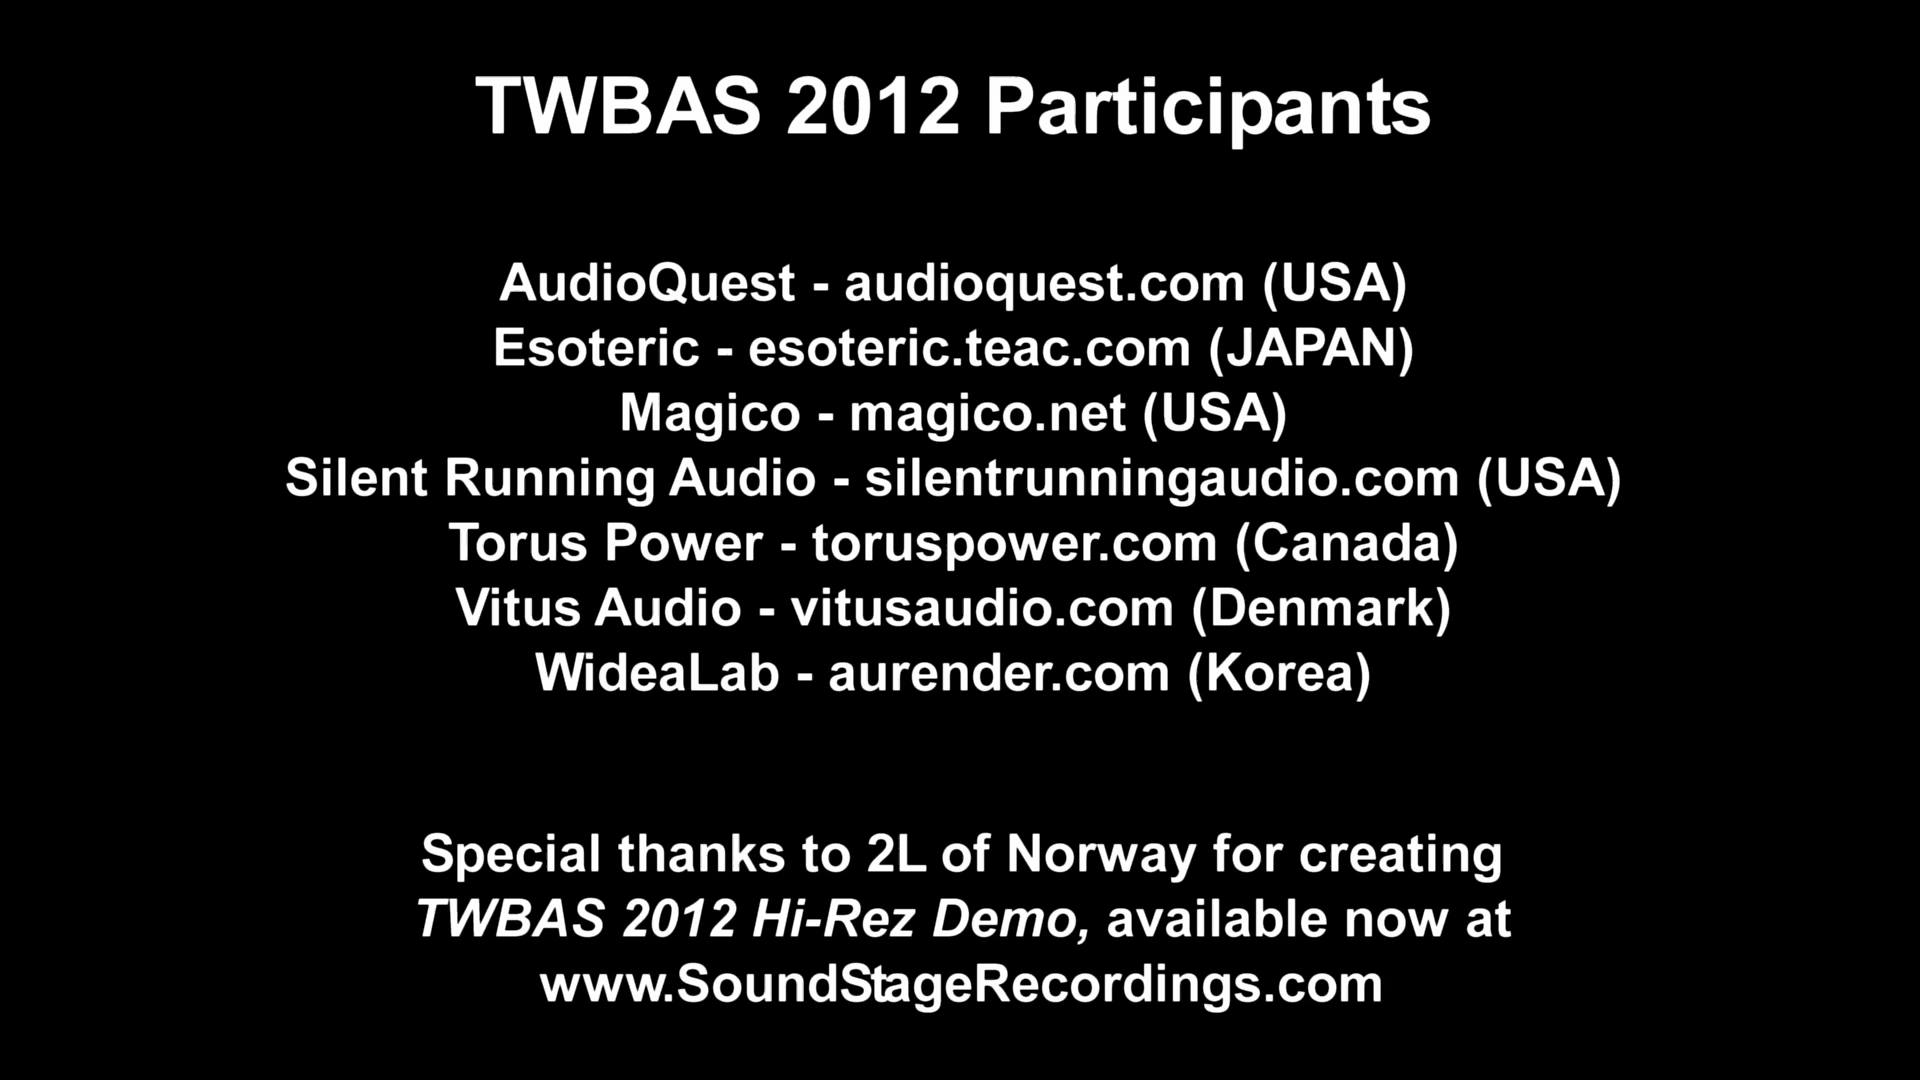 TWBAS 2012 Participants
AudioQuest - audioquest.com (USA)
Esoteric - esoteric.teac.com (JAPAN)
Magico - magico.net (USA)
Silent Running Audio - silentrunningaudio.com (USA)
Torus Power - toruspower.com (Canada)
Vitus Audio - vitusaudio.com (Denmark)
WideaLab - aurender.com (Korea)
Special thanks to 2L of Norway for creating
TWBAS 2012 Hi-Rez Demo, available now at
www.SoundStageRecordings.com